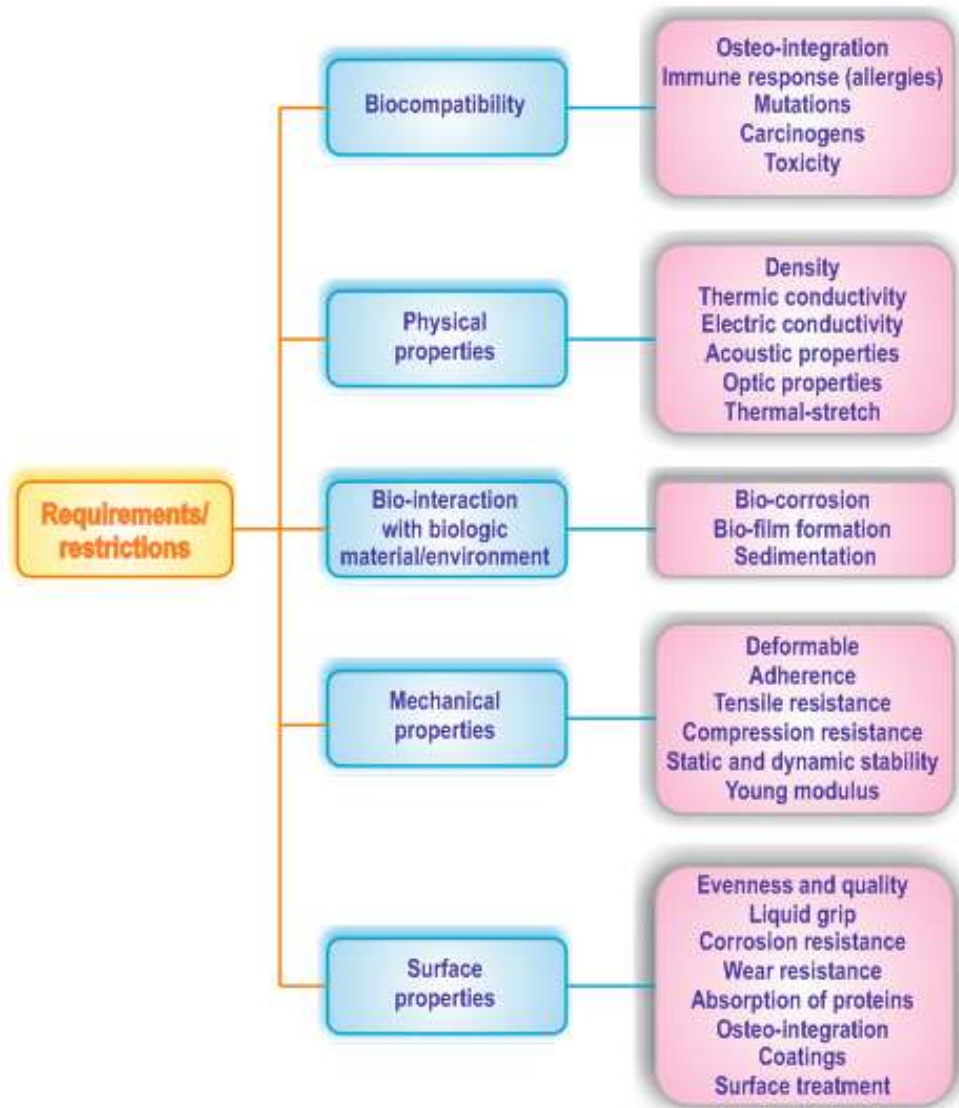 Requirements/
restrictions
Biocompatibility
Osteo-integration
Immune response (allergies)
Mutations
Carcinogens
Toxicity
Physical
properties
Density
Thermic conductivity
Electric conductivity
Acoustic properties
Optic properties
Thermal-stretch
Bio-interaction
with biologic
material/environment
Bio-corrosion
Bio-film formation
Sedimentation
Mechanical
properties
Deformable
Adherence
Tensile resistance
Compression resistance
Static and dynamic stability
Young modulus
Surface
properties
Evenness and quality
Liquid grip
Corrosion resistance
Wear resistance
Absorption of proteins
Osteo-integration
Coatings
Surface treatment